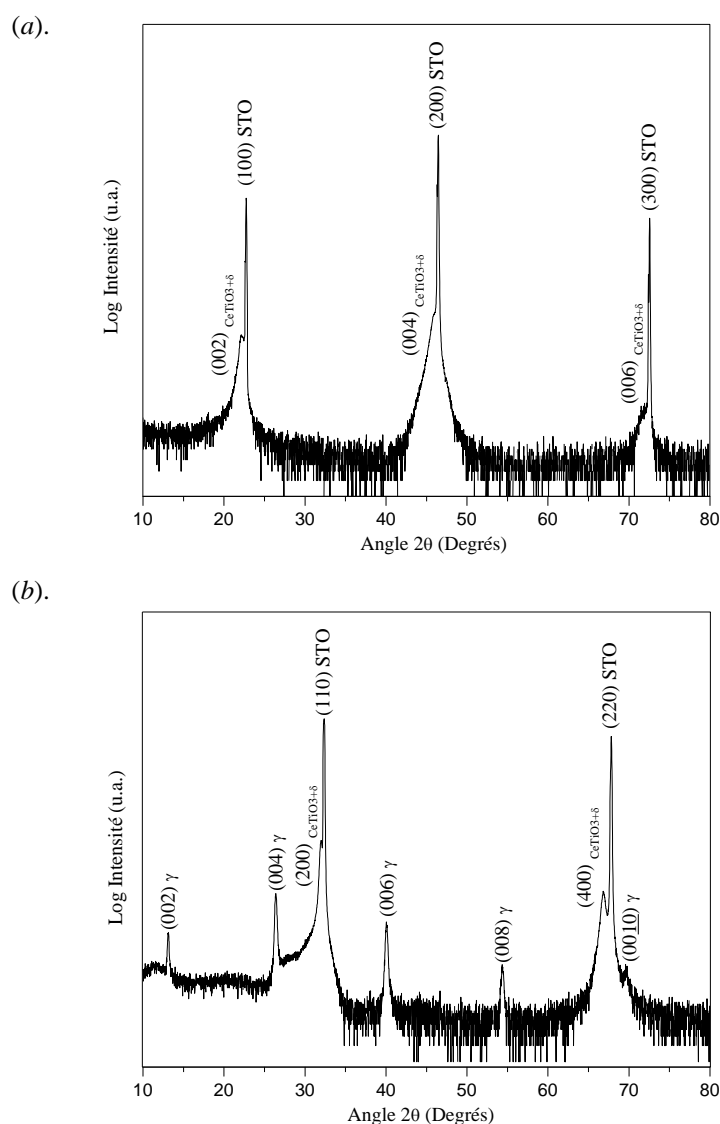 (a).
(100) STO
(200) STO
(300) STO
(002) CeTiO3+δ
(004) CeTiO3+δ
(006) CeTiO3+δ
Log Intensité (u.a.)
10 20 30 40 50 60 70 80
Angle 2θ (Degrés)
(b).
(002) γ
(004) γ
(200) CeTiO3+δ
(110) STO
(006) γ
(008) γ
(400) CeTiO3+δ
(220) STO
(0010) γ
Log Intensité (u.a.)
10 20 30 40 50 60 70 80
Angle 2θ (Degrés)